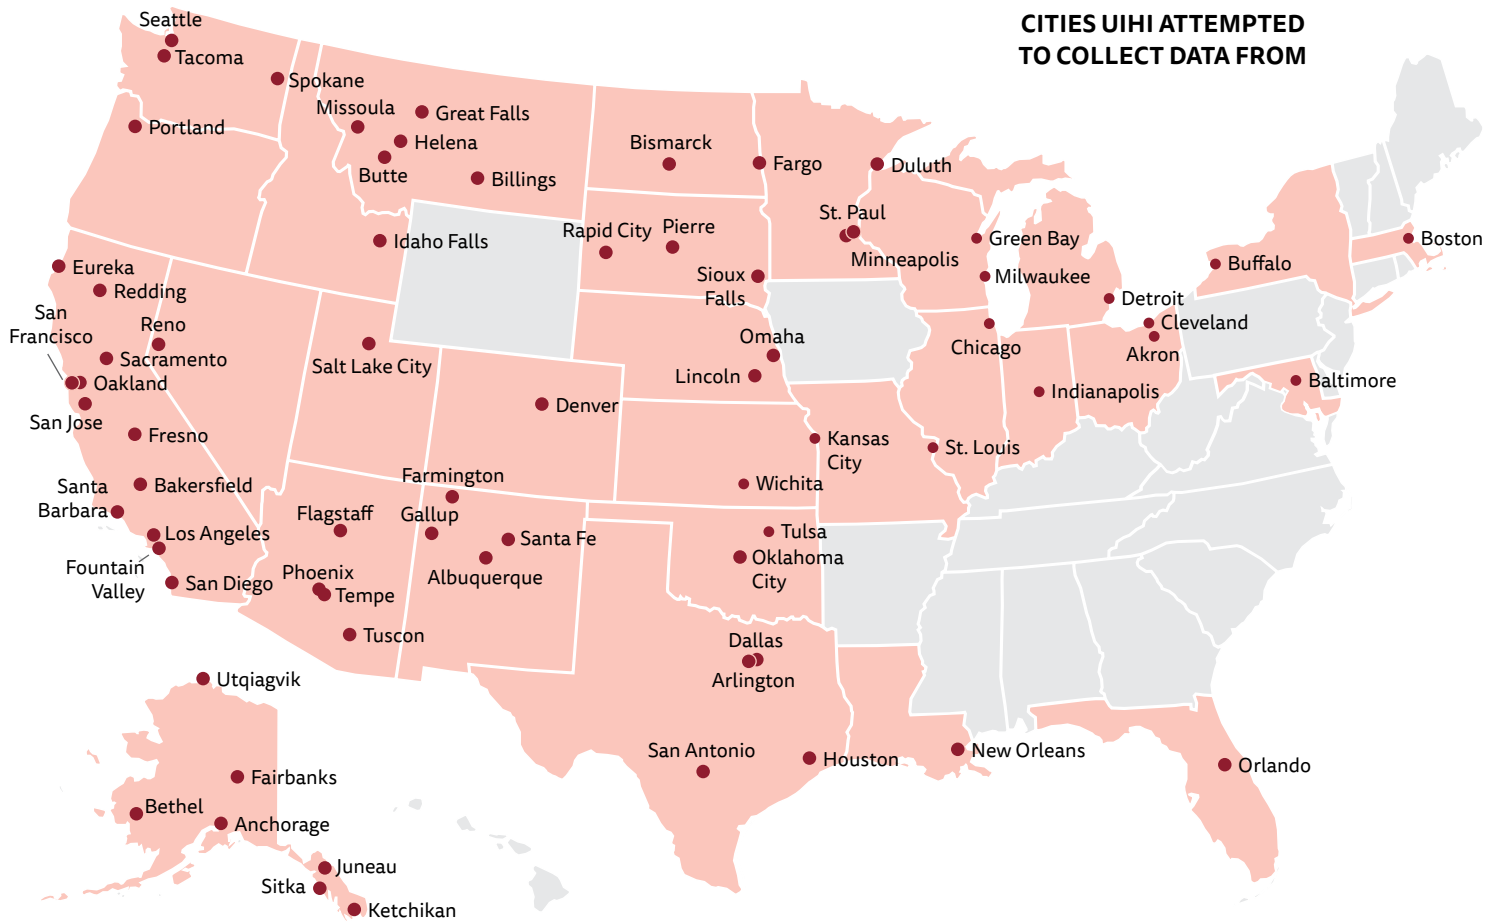 CITIES UIHI ATTEMPTED
TO COLLECT DATA FROM
Seattle
Tacoma
Spokane
Portland
Missoula
Great Falls
Helena
Butte
Billings
Bismarck
Fargo
Duluth
Idaho Falls
Rapid City
Pierre
Sioux
Falls
St. Paul
Minneapolis
Green Bay
Milwaukee
Boston
Buffalo
Detroit
Cleveland
Akron
Chicago
Indianapolis
Baltimore
Eureka
Redding
San
Francisco
Reno
Sacramento
Oakland
San Jose
Fresno
Salt Lake City
Denver
Omaha
Lincoln
Kansas
City
St. Louis
Wichita
Santa
Barbara
Bakersfield
Los Angeles
Fountain
Valley
San Diego
Farmington
Flagstaff
Gallup
Santa Fe
Albuquerque
Phoenix
Tempe
Tuscon
Tulsa
Oklahoma
City
Dallas
Arlington
San Antonio
Houston
New Orleans
Orlando
Utqiagvik
Fairbanks
Bethel
Anchorage
Juneau
Sitka
Ketchikan